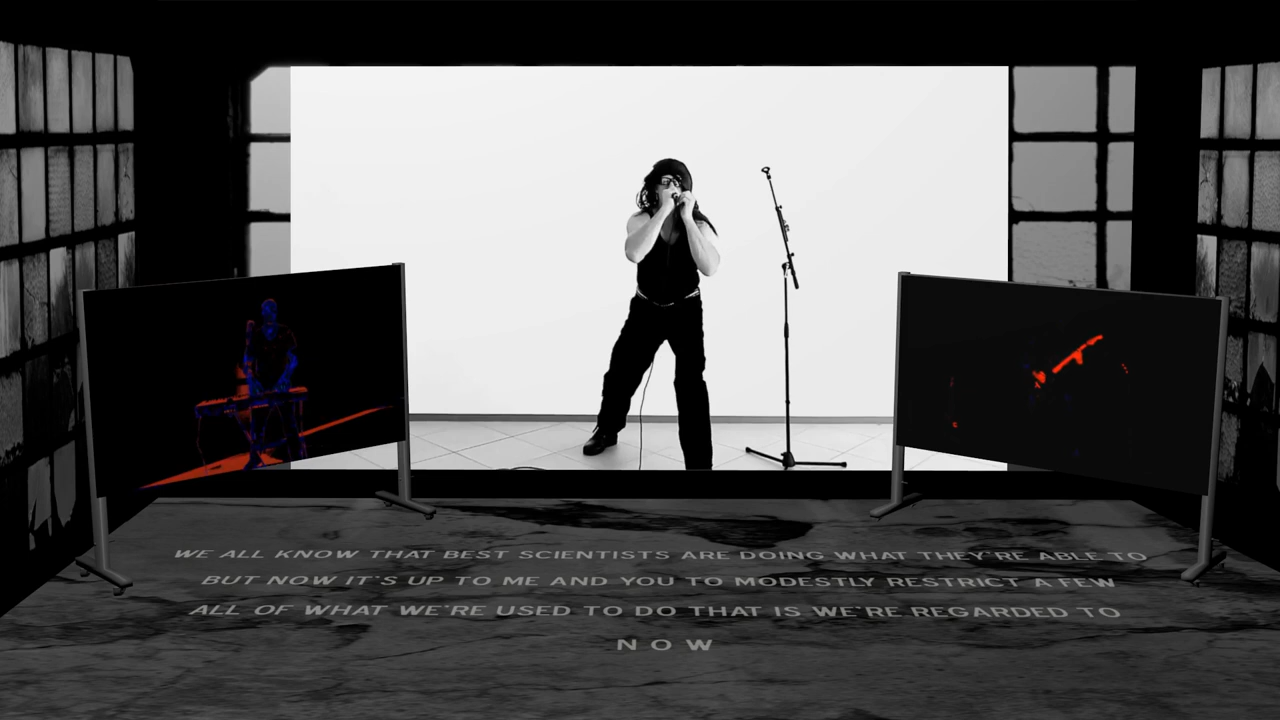 WE ALL KNOW THAT BEST SCIENTISTS ARE DOING WHAT THEY'RE ABLE TO
BUT NOW IT'S UP TO ME AND YOU TO MODESTLY RESTRICT A FEW
ALL OF WHAT WE'RE USED TO DO THAT IS WE'RE REGARDED TO
NOW